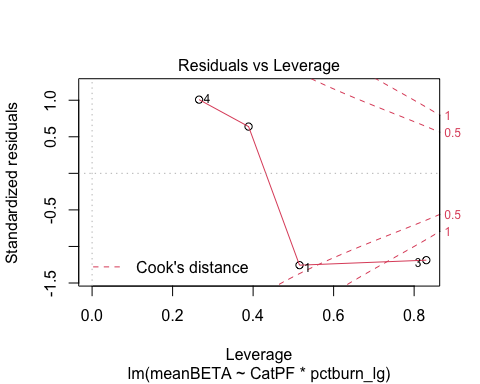 Residuals vs Leverage
Standardized residuals
1.0
0.5
-0.5
-1.5
4
1
3
1
0.5
0.5
1
Cook's distance
0.0 0.2 0.4 0.6 0.8
Leverage
lm(meanBETA ~ CatPF * pctburn_lg)